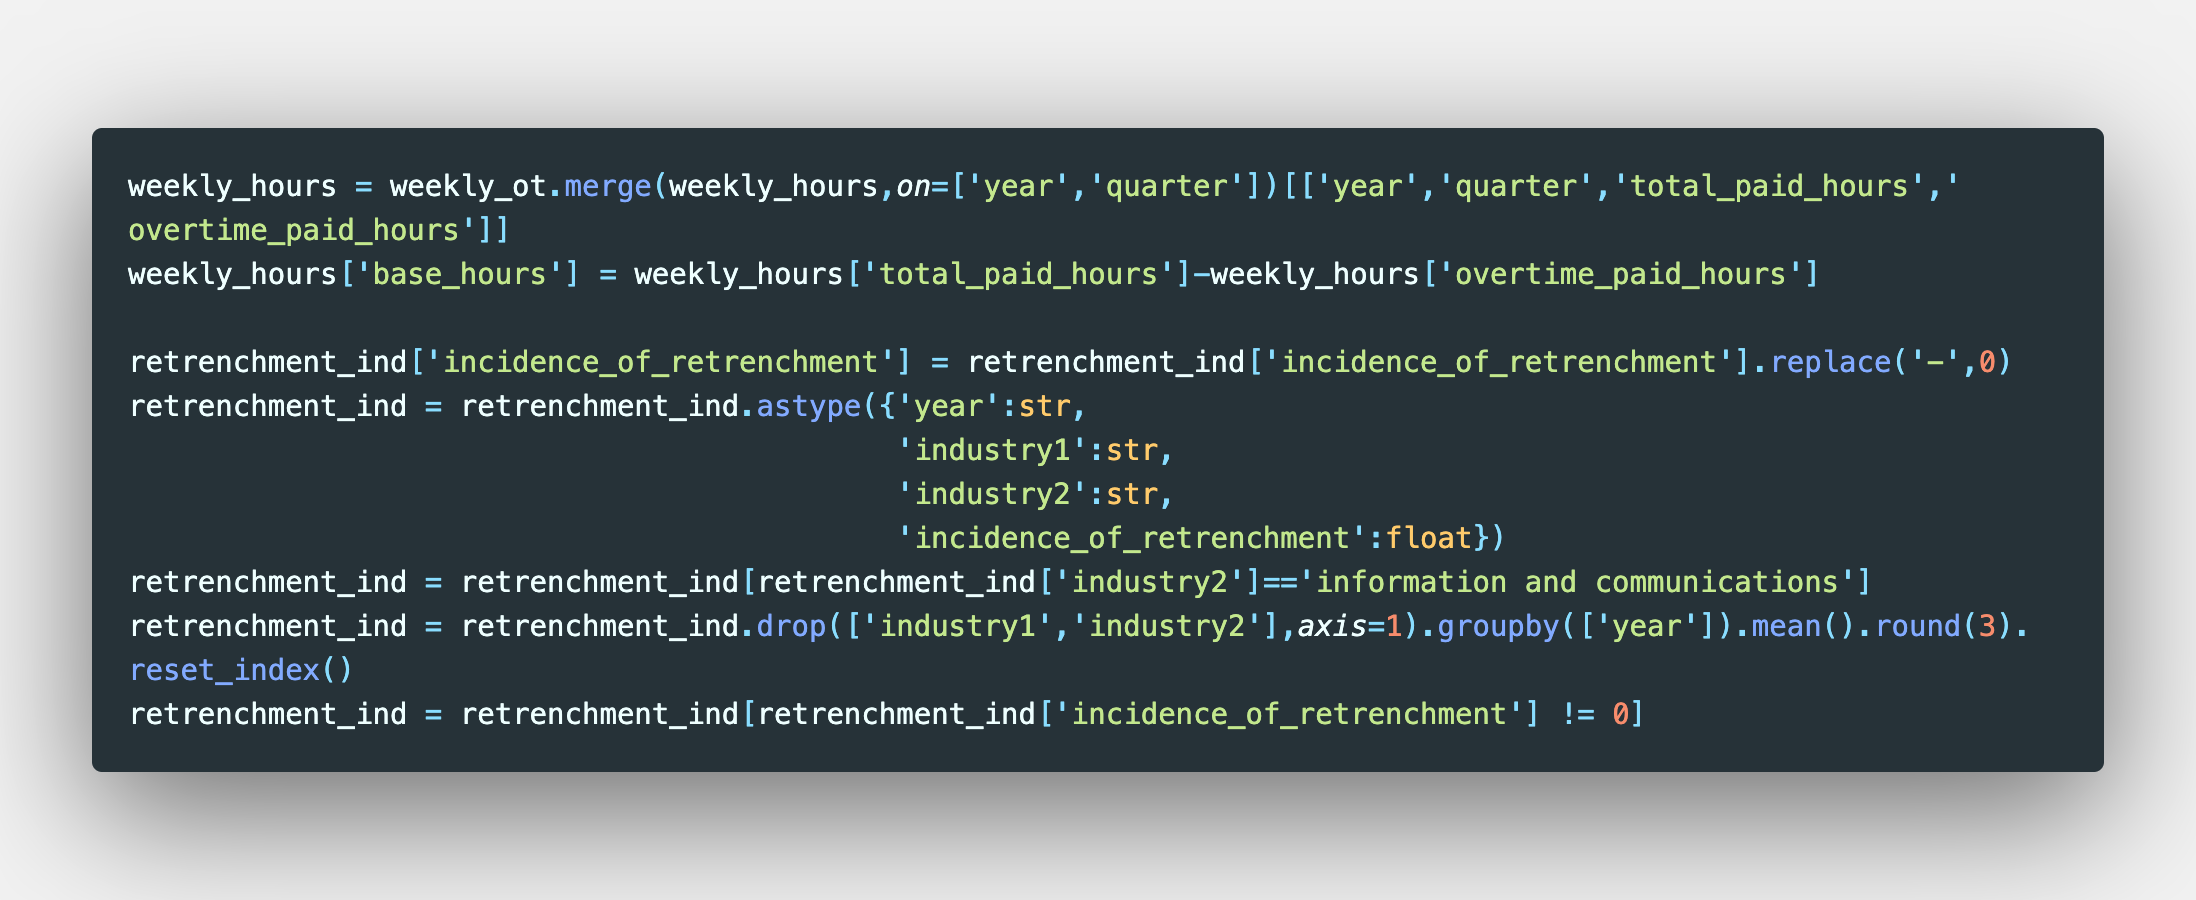 weekly_hours = weekly_ot.merge(weekly_hours,on=['year','quarter'])[['year','quarter','total_paid_hours','
overtime_paid_hours']]
weekly_hours['base_hours'] = weekly_hours['total_paid_hours']-weekly_hours['overtime_paid_hours']

retrenchment_ind['incidence_of_retrenchment'] = retrenchment_ind['incidence_of_retrenchment'].replace('-',0)
retrenchment_ind = retrenchment_ind.astype({'year':str,
                                            'industry1':str,
                                            'industry2':str,
                                            'incidence_of_retrenchment':float})
retrenchment_ind = retrenchment_ind[retrenchment_ind['industry2']=='information and communications']
retrenchment_ind = retrenchment_ind.drop(['industry1','industry2'],axis=1).groupby(['year']).mean().round(3).
reset_index()
retrenchment_ind = retrenchment_ind[retrenchment_ind['incidence_of_retrenchment'] != 0]